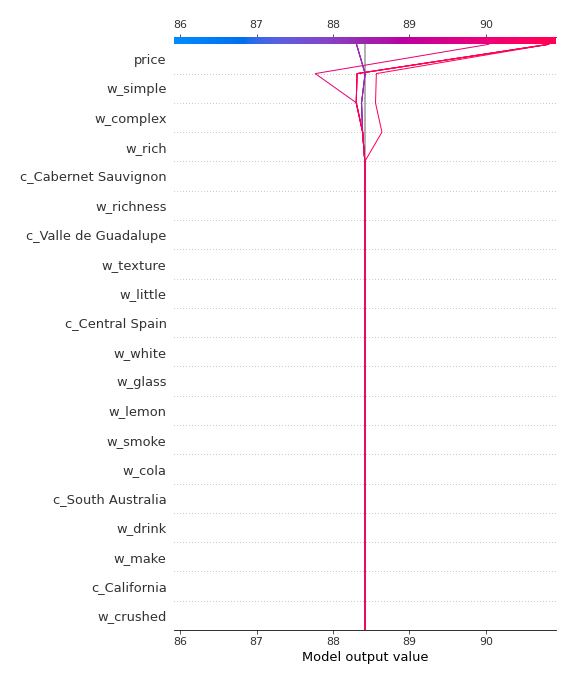 86 87 88 89 90
price
w_simple
w_complex
w_rich
c_Cabernet Sauvignon
w_richness
c_Valle de Guadalupe
w_texture
w_little
c_Central Spain
w_white
w_glass
w_lemon
w_smoke
w_cola
c_South Australia
w_drink
w_make
c_California
w_crushed
86 87 88 89 90
Model output value